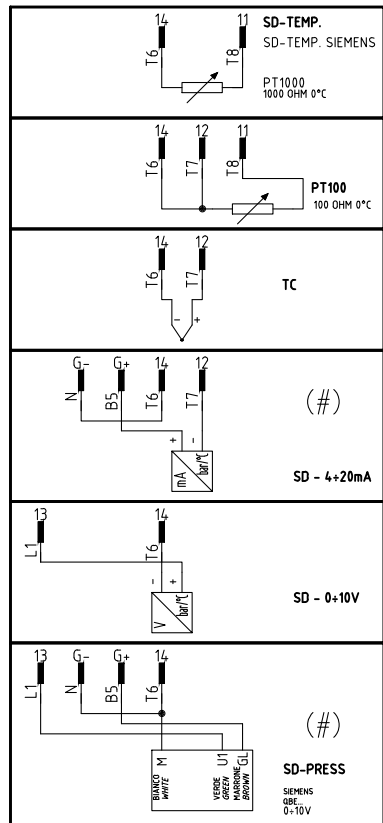 14 11 SD-TEMP.
SD-TEMP. SIEMENS
T6 T8
PT1000
1000 OHM 0°C
14 12 11
T6 T7 T8
PT100
100 OHM 0°C
14 12
T6 T7 TC
- +
G- G+ 14 12
N B5 T6 T7 (#)
+ -
mA bar/°C
SD - 4÷20mA
13 14
L1 T6
- +
V bar/°C
SD - 0÷10V
13 G- G+ 14
L1 N B5 T6 (#)
M U1 GL
BIANCO WHITE VERDE GREEN MARRONE BROWN
SD-PRESS
SIEMENS
QBE...
0÷10V